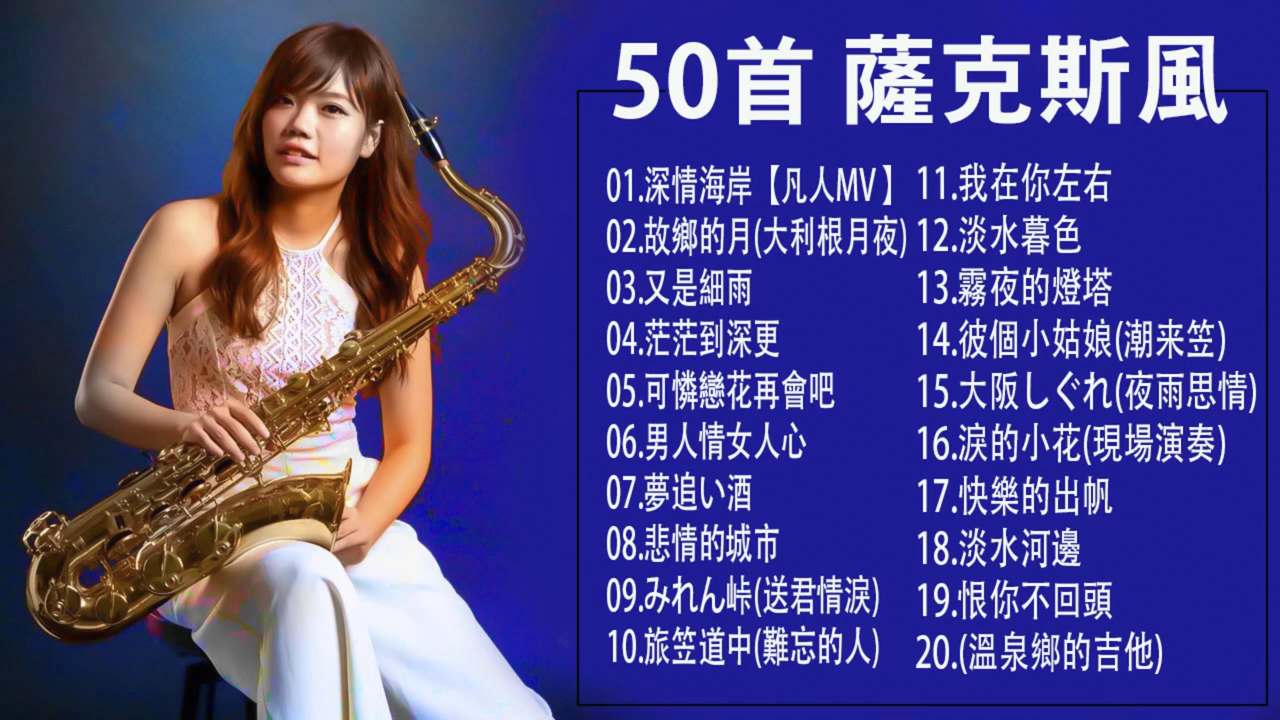 50首 薩克斯風
01.深情海岸【凡人MV】
02.故鄉的月(大利根月夜)
03.又是細雨
04.茫茫到深更
05.可憐戀花再會吧
06.男人情女人心
07.夢追い酒
08.悲情的城市
09.みれん峠(送君情淚)
10.旅笠道中(難忘的人)
11.我在你左右
12.淡水暮色
13.霧夜的燈塔
14.彼個小姑娘(潮来笠)
15.大阪しぐれ(夜雨思情)
16.淚的小花(現場演奏)
17.快樂的出帆
18.淡水河邊
19.恨你不回頭
20.(溫泉鄉的吉他)